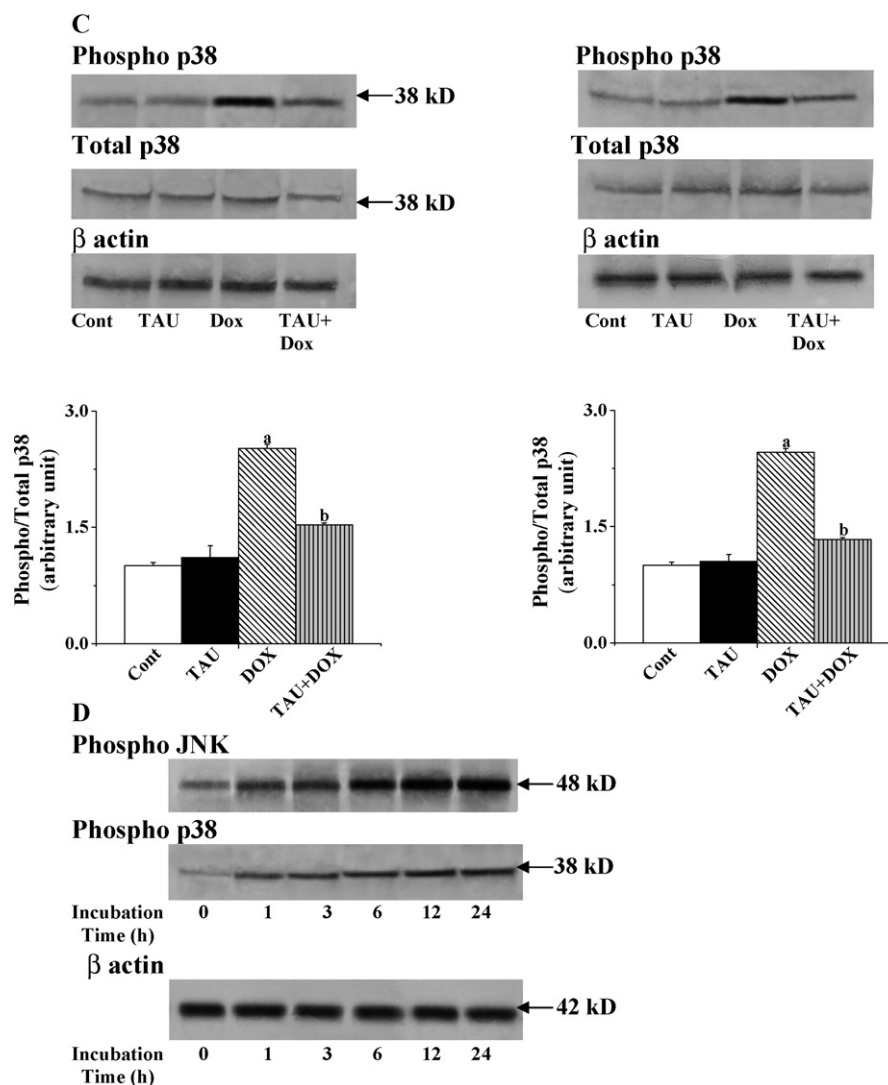 C
Phospho p38
38 kD
Total p38
38 kD
β actin
Cont TAU Dox TAU+
Dox
Phospho p38
Total p38
β actin
Cont TAU Dox TAU+
Dox
Phospho/Total p38
(arbitrary unit)
3.0
1.5
0.0
a
b
Cont TAU DOX TAU+DOX
Phospho/Total p38
(arbitrary unit)
3.0
1.5
0.0
a
b
Cont TAU DOX TAU+DOX
D
Phospho JNK
48 kD
Phospho p38
38 kD
Incubation 0 1 3 6 12 24
Time (h)
β actin
42 kD
Incubation 0 1 3 6 12 24
Time (h)